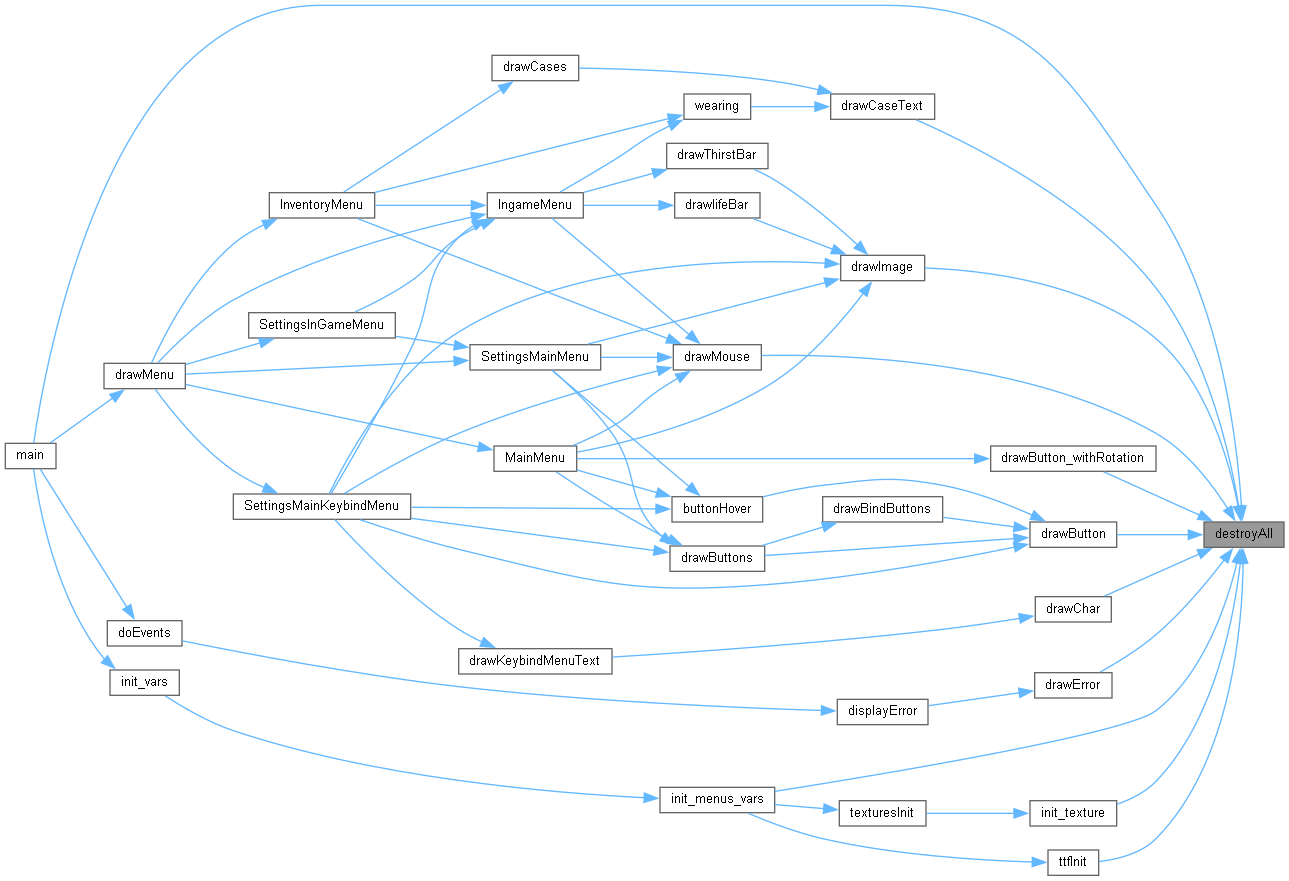 drawCases
wearing
drawCaseText
drawThirstBar
InventoryMenu
IngameMenu
drawlifeBar
drawImage
SettingsInGameMenu
SettingsMainMenu
drawMouse
drawMenu
main
MainMenu
drawButton_withRotation
SettingsMainKeybindMenu
buttonHover
drawBindButtons
drawButton
destroyAll
drawButtons
drawChar
doEvents
drawKeybindMenuText
init_vars
drawError
displayError
init_menus_vars
texturesInit
init_texture
ttfInit